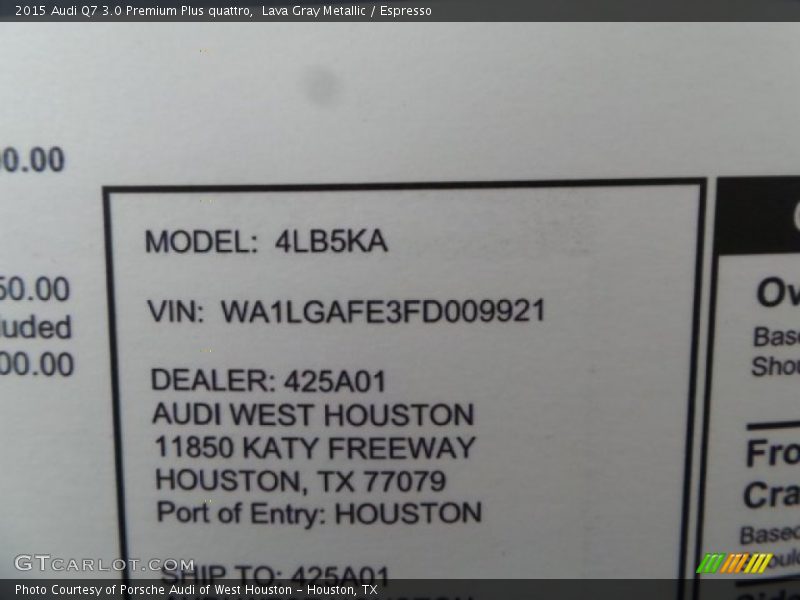 2015 Audi Q7 3.0 Premium Plus quattro,  Lava Gray Metallic / Espresso
0.00
50.00
uded
00.00
MODEL: 4LB5KA
VIN: WA1LGAFE3FD009921
DEALER: 425A01
AUDI WEST HOUSTON
11850 KATY FREEWAY
HOUSTON, TX 77079
Port of Entry: HOUSTON
SHIP TO: 425A01
Ov
Base
Shou
Fro
Cra
Based
ould
GTCARLOT.COM
Photo Courtesy of Porsche Audi of West Houston - Houston, TX